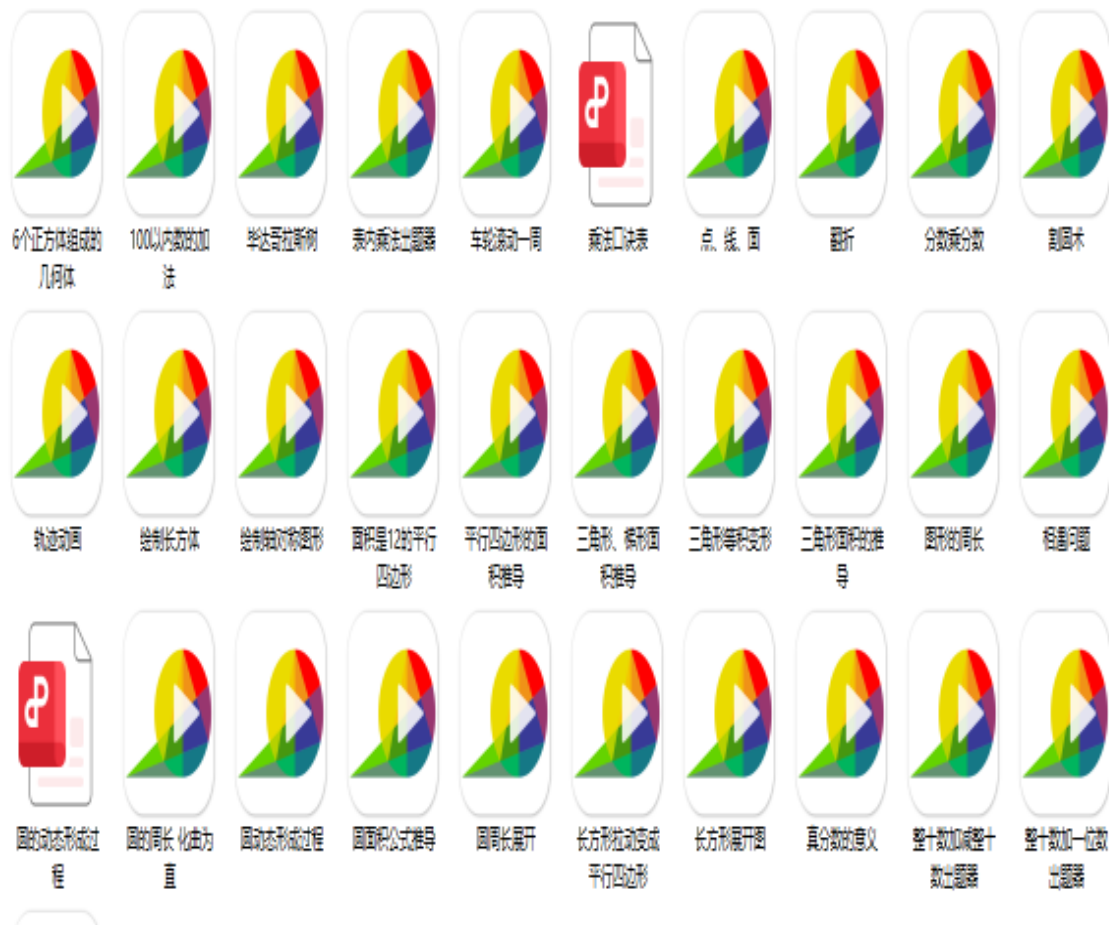 6个正方体组成的
几何体
100以内数的加
法
毕达哥拉斯树
表内乘法出题器
车轮滚动一周
乘法口诀表
点、线、面
翻折
分数乘分数
割圆术
轨迹动画
绘制长方体
绘制轴对称图形
面积是12的平行
四边形
平行四边形的面
积推导
三角形、梯形面
积推导
三角形等积变形
三角形面积的推
导
图形的周长
相遇问题
圆的动态形成过
程
圆的周长 化曲为
直
圆动态形成过程
圆面积公式推导
圆周长展开
长方形拉动变成
平行四边形
长方形展开图
真分数的意义
整十数加减整十
数出题器
整十数加一位数
出题器